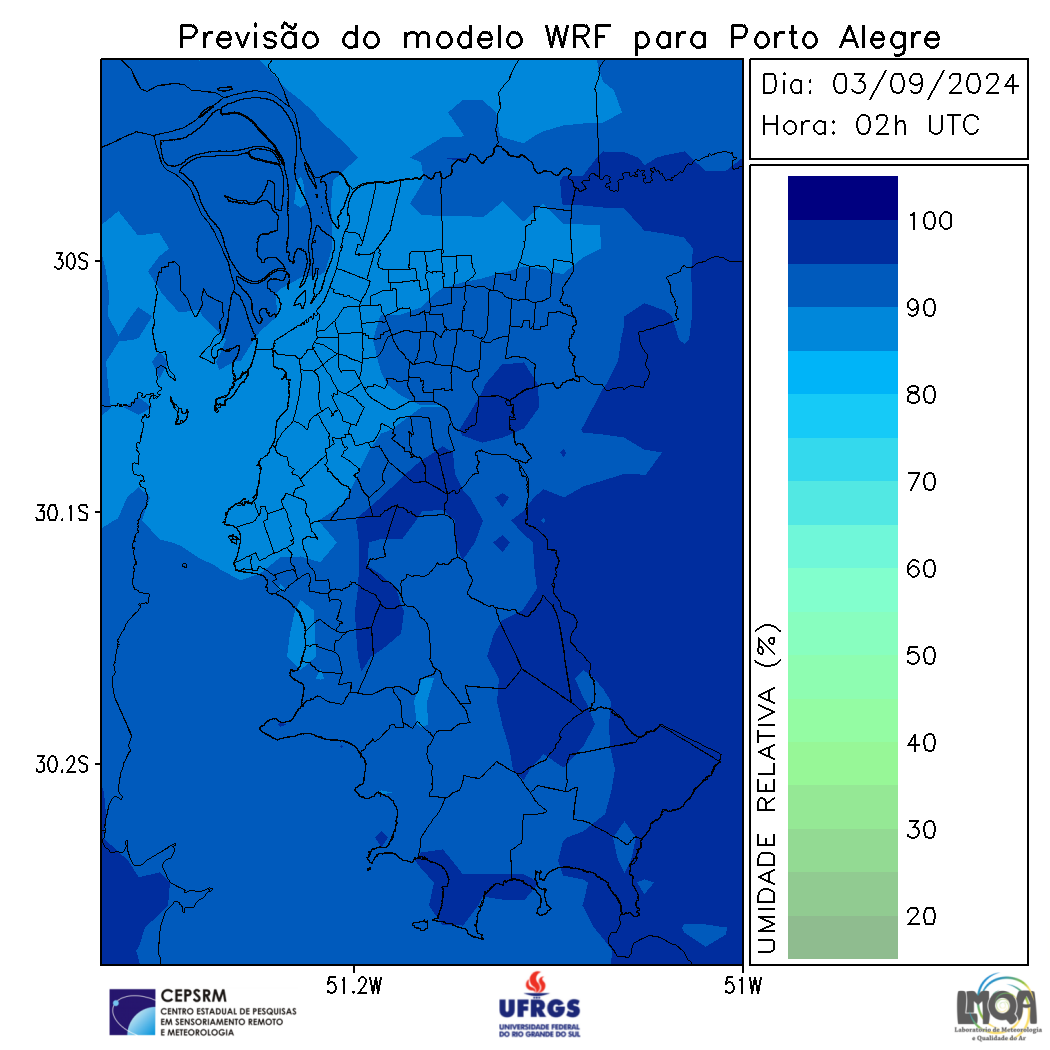 Previsão do modelo WRF para Porto Alegre
Dia: 03/09/2024
Hora: 02h UTC
30S
30.1S
30.2S
51.2W
51W
UMIDADE RELATIVA (%)
100
90
80
70
60
50
40
30
20
CEPSRM
CENTRO ESTADUAL DE PESQUISAS
EM SENSORIAMENTO REMOTO
E METEOROLOGIA
UFRGS
UNIVERSIDADE FEDERAL
DO RIO GRANDE DO SUL
LMQA
Laboratório de Meteorologia
e Qualidade do Ar